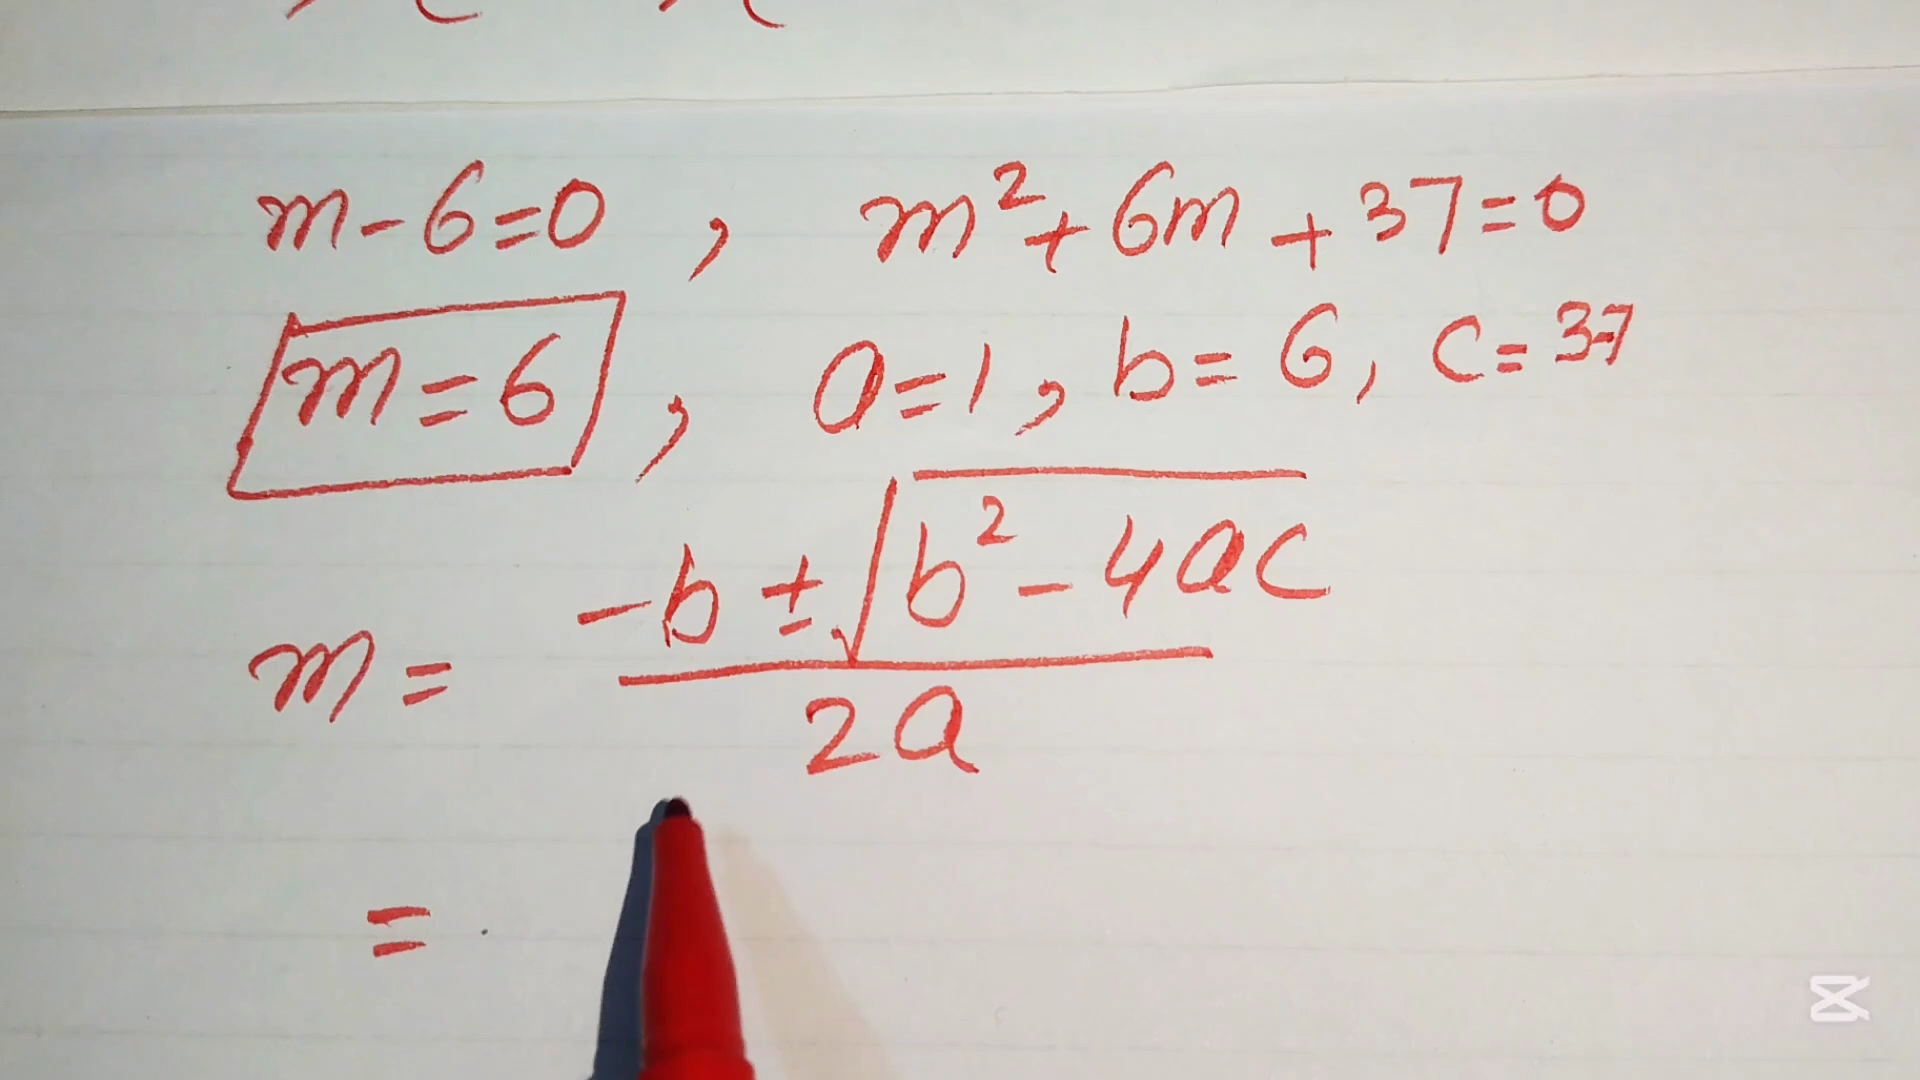 m-6=0 , m²+6m+37=0
m=6 , a=1, b=6, c=37
m= -b±√b²-4ac / 2a
=